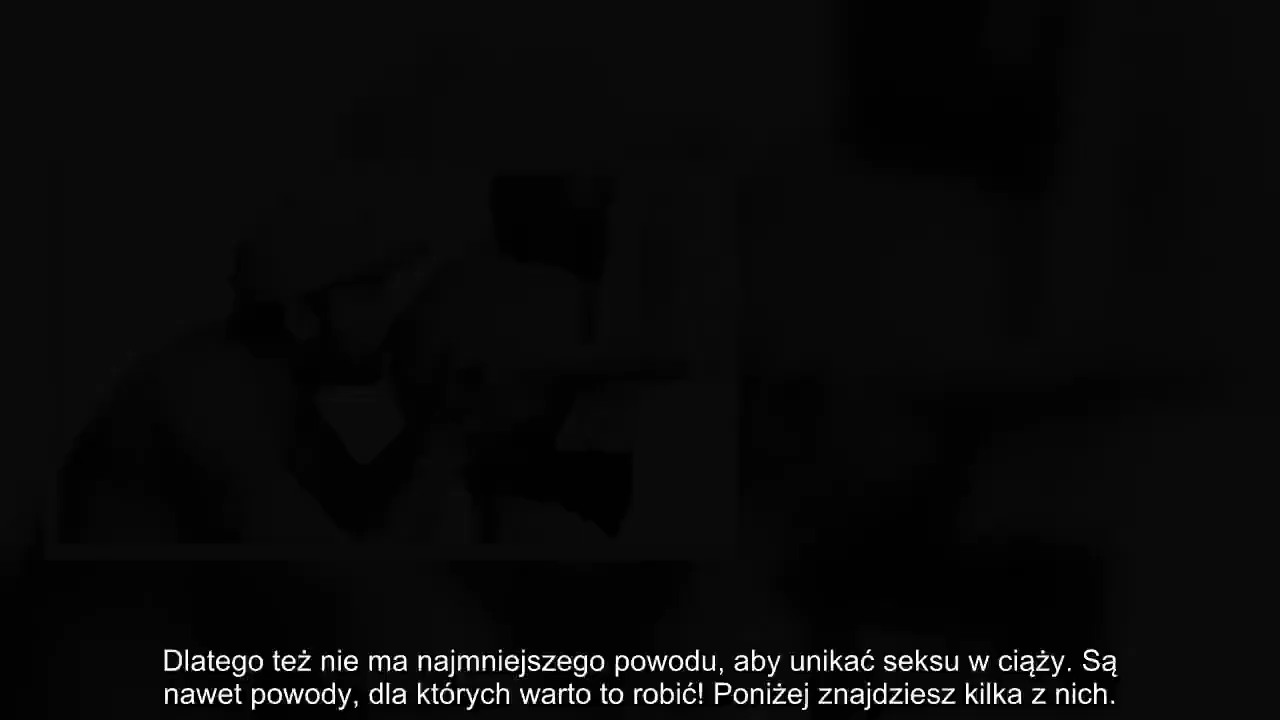 Dlatego też nie ma najmniejszego powodu, aby unikać seksu w ciąży. Są
nawet powody, dla których warto to robić! Poniżej znajdziesz kilka z nich.